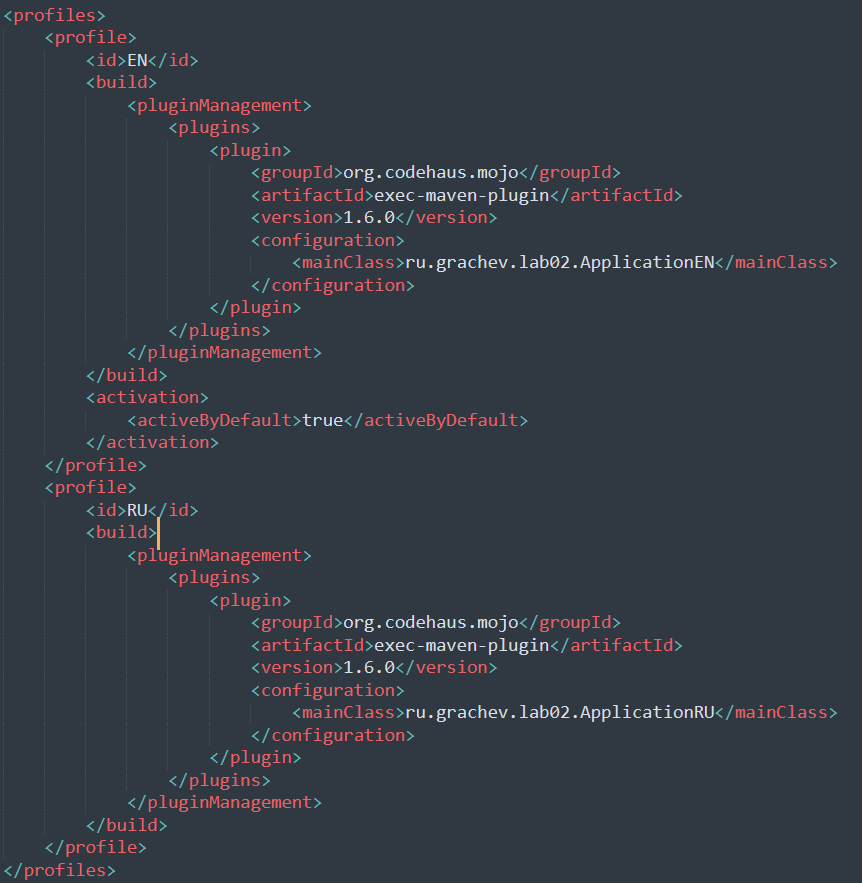 <profiles>
    <profile>
        <id>EN</id>
        <build>
            <pluginManagement>
                <plugins>
                    <plugin>
                        <groupId>org.codehaus.mojo</groupId>
                        <artifactId>exec-maven-plugin</artifactId>
                        <version>1.6.0</version>
                        <configuration>
                            <mainClass>ru.grachev.lab02.ApplicationEN</mainClass>
                        </configuration>
                    </plugin>
                </plugins>
            </pluginManagement>
        </build>
        <activation>
            <activeByDefault>true</activeByDefault>
        </activation>
    </profile>
    <profile>
        <id>RU</id>
        <build>
            <pluginManagement>
                <plugins>
                    <plugin>
                        <groupId>org.codehaus.mojo</groupId>
                        <artifactId>exec-maven-plugin</artifactId>
                        <version>1.6.0</version>
                        <configuration>
                            <mainClass>ru.grachev.lab02.ApplicationRU</mainClass>
                        </configuration>
                    </plugin>
                </plugins>
            </pluginManagement>
        </build>
    </profile>
</profiles>